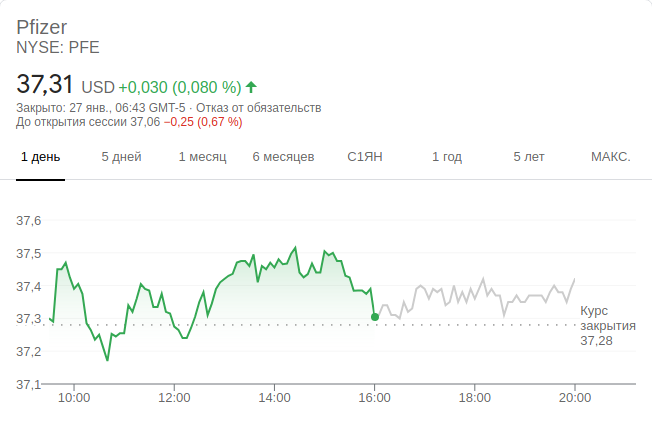 Pfizer
NYSE: PFE
37,31 USD +0,030 (0,080 %)
Закрыто: 27 янв., 06:43 GMT-5 · Отказ от обязательств
До открытия сессии 37,06 −0,25 (0,67 %)
1 день 5 дней 1 месяц 6 месяцев С1ЯН 1 год 5 лет МАКС.
37,6
37,5
37,4
37,3
37,2
37,1
Курс
закрытия
37,28
10:00 12:00 14:00 16:00 18:00 20:00